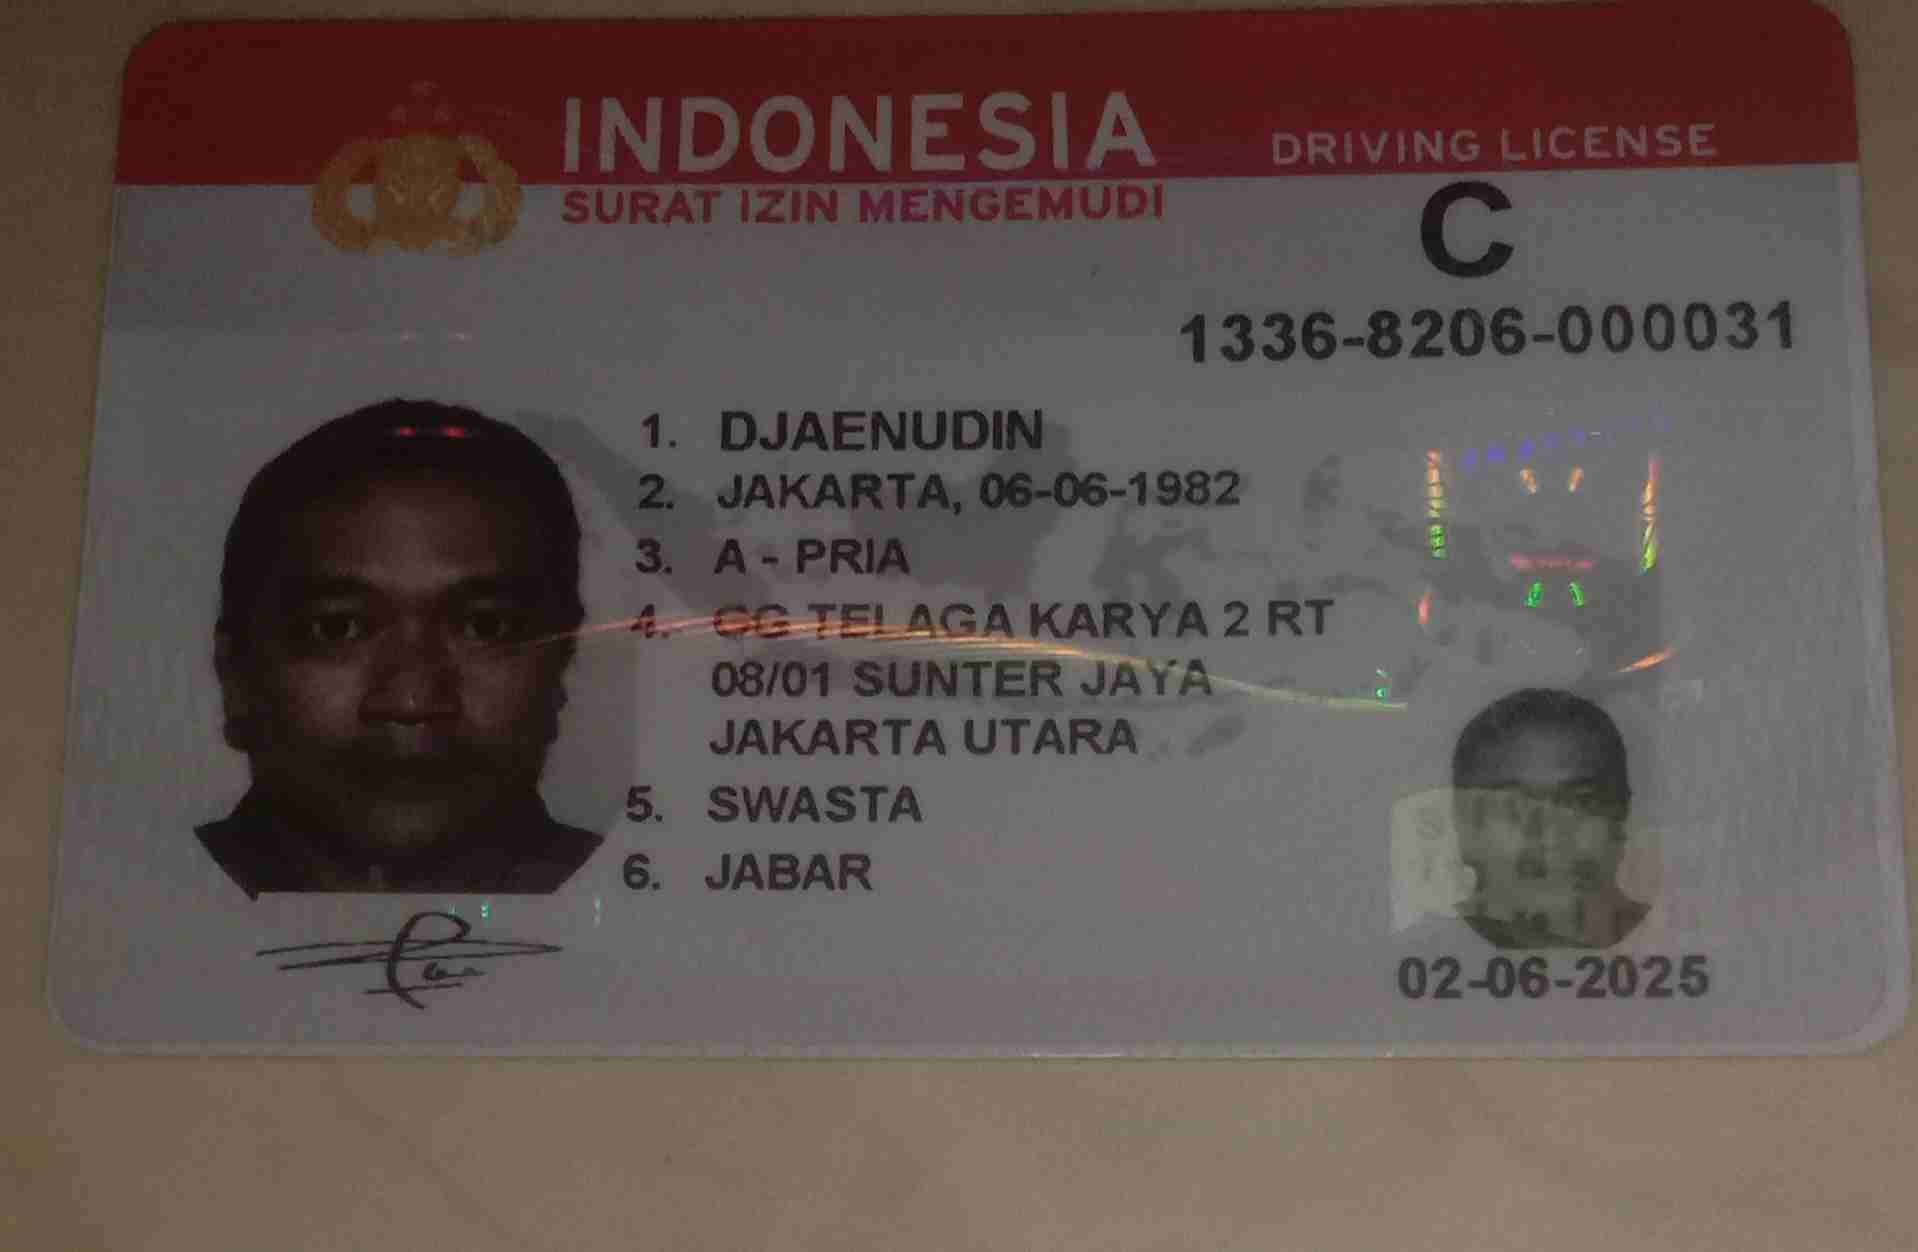 INDONESIA
DRIVING LICENSE
SURAT IZIN MENGEMUDI
C
1336-8206-000031
1. DJAENUDIN
2. JAKARTA, 06-06-1982
3. A - PRIA
4. GG TELAGA KARYA 2 RT
08/01 SUNTER JAYA
JAKARTA UTARA
5. SWASTA
6. JABAR
02-06-2025